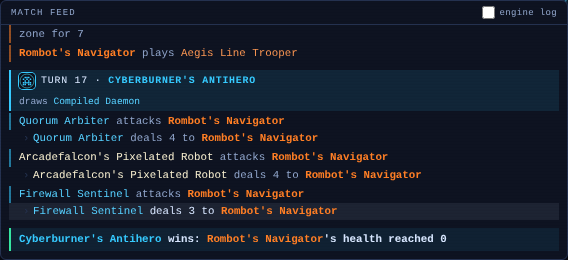 MATCH FEED
engine log
zone for 7
Rombot's Navigator plays Aegis Line Trooper
TURN 17 · CYBERBURNER'S ANTIHERO
draws Compiled Daemon
Quorum Arbiter attacks Rombot's Navigator
› Quorum Arbiter deals 4 to Rombot's Navigator
Arcadefalcon's Pixelated Robot attacks Rombot's Navigator
› Arcadefalcon's Pixelated Robot deals 4 to Rombot's Navigator
Firewall Sentinel attacks Rombot's Navigator
› Firewall Sentinel deals 3 to Rombot's Navigator
Cyberburner's Antihero wins: Rombot's Navigator's health reached 0